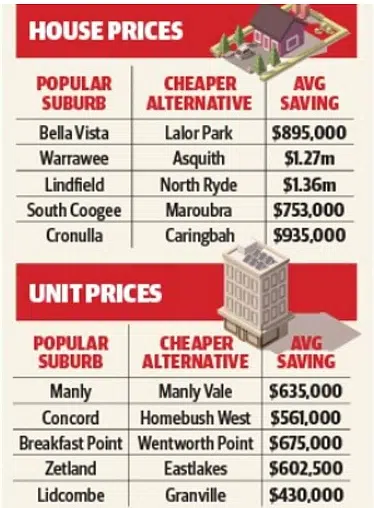 HOUSE PRICES
POPULAR SUBURB CHEAPER ALTERNATIVE AVG SAVING
Bella Vista Lalor Park $895,000
Warrawee Asquith $1.27m
Lindfield North Ryde $1.36m
South Coogee Maroubra $753,000
Cronulla Caringbah $935,000
UNIT PRICES
POPULAR SUBURB CHEAPER ALTERNATIVE AVG SAVING
Manly Manly Vale $635,000
Concord Homebush West $561,000
Breakfast Point Wentworth Point $675,000
Zetland Eastlakes $602,500
Lidcombe Granville $430,000